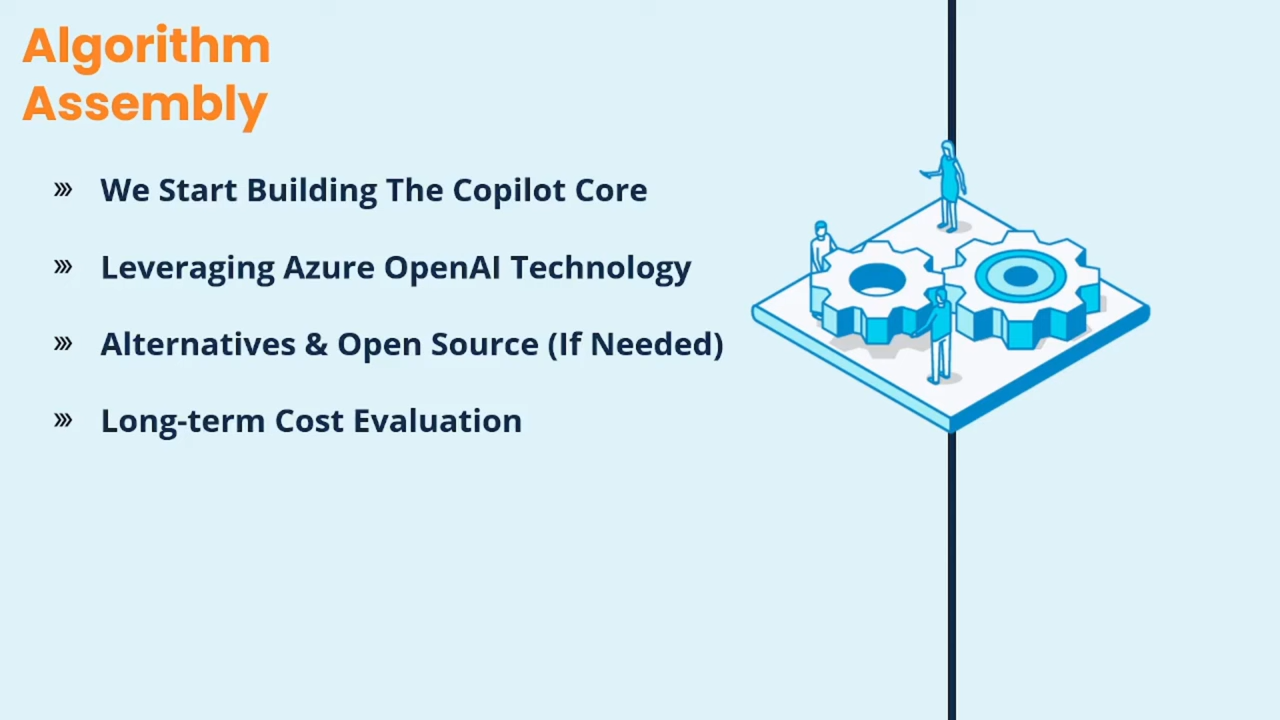 Algorithm
Assembly
We Start Building The Copilot Core
Leveraging Azure OpenAI Technology
Alternatives & Open Source (If Needed)
Long-term Cost Evaluation